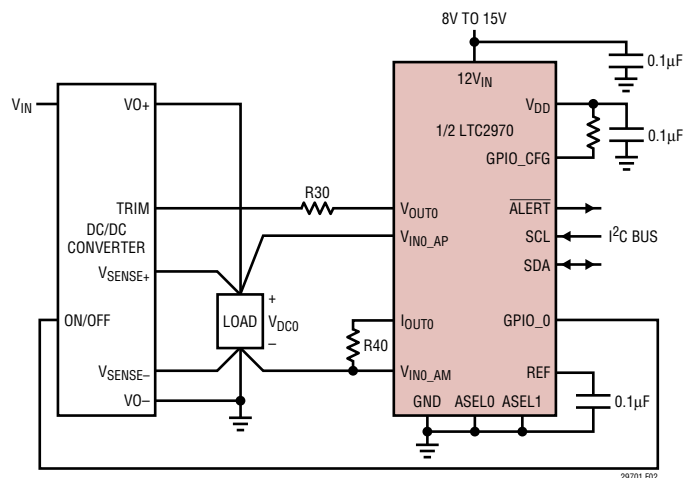 8V TO 15V
0.1µF
12V_IN
V_IN
VO+
V_DD
1/2 LTC2970
0.1µF
GPIO_CFG
R30
TRIM
V_OUT0
ALERT
DC/DC
CONVERTER
V_IN0_AP
SCL
I²C BUS
SDA
V_SENSE+
+
ON/OFF
LOAD
V_DC0
I_OUT0
GPIO_0
–
R40
V_SENSE–
V_IN0_AM
REF
VO–
GND
ASEL0
ASEL1
0.1µF
29701 F02